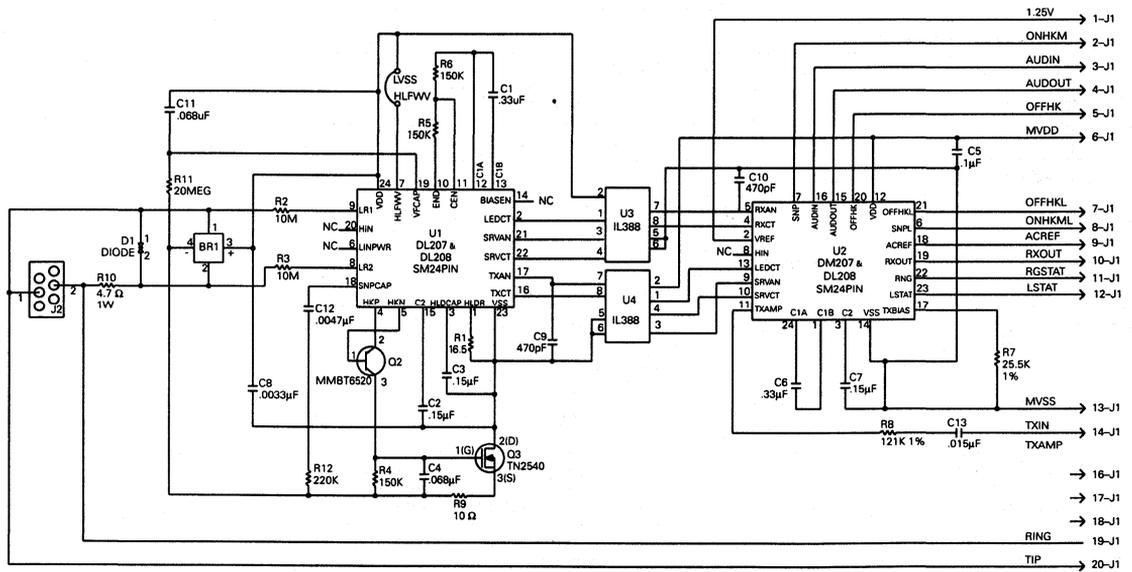 1.25V
1–J1
ONHKM
2–J1
AUDIN
3–J1
AUDOUT
4–J1
OFFHK
5–J1
MVDD
6–J1
C11
.068uF
LVSS
HLFWV
R6
150K
R5
150K
C1
.33uF
C1A
C1B
R11
20MEG
24 7 19 10 11 12 13
VDD
HLFWV
VFCAP
END
CEN
U1
DL207 &
DL208
SM24PIN
9 LR1
NC 20 HIN
NC 6 LINPWR
8 LR2
18 SNPCAP
BIASEN 14 NC
LEDCT 2
SRVAN 21
SRVCT 22
TXAN 17
TXCT 16
HKP HKN C2 HLDCAP HLDR VSS
4 5 15 3 1 23
R2
10M
R3
10M
D1
DIODE
1
2
BR1
1
4
3
2
-
+
J2
1
2
R10
4.7 Ω
1W
C12
.0047µF
C8
.0033µF
Q2
MMBT6520
1
2
3
R1
16.5
C3
.15µF
C2
.15µF
C9
470pF
R12
220K
R4
150K
C4
.068µF
R9
10 Ω
1(G)
2(D)
3(S)
Q3
TN2540
U3
IL388
2
1
3
4
7
8
5
6
U4
IL388
7
8
5
6
2
1
4
3
C10
470pF
C5
.1µF
7 16 15 20 12
SNP
AUDIN
AUDOUT
OFFHK
VDD
U2
DM207 &
DL208
SM24PIN
5 RXAN
4 RXCT
2 VREF
NC 8 HIN
13 LEDCT
9 SRVAN
10 SRVCT
11 TXAMP
OFFHKL 21
SNPL 6
ACREF 18
RXOUT 19
RNG 22
LSTAT 23
TXBIAS 17
C1A C1B C2 VSS
24 1 3 14
OFFHKL
7–J1
ONHKML
8–J1
ACREF
9–J1
RXOUT
10–J1
RGSTAT
11–J1
LSTAT
12–J1
C6
.33µF
C7
.15µF
R7
25.5K
1%
MVSS
13–J1
R8
121K 1%
C13
.015µF
TXIN
14–J1
TXAMP
16–J1
17–J1
18–J1
RING
19–J1
TIP
20–J1